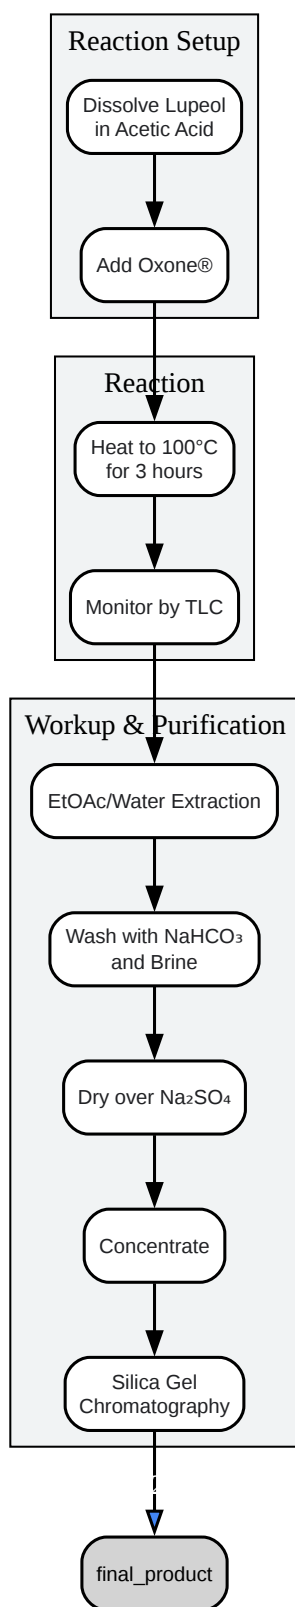 Reaction Setup
Dissolve Lupeol
in Acetic Acid
Add Oxone®
Reaction
Heat to 100°C
for 3 hours
Monitor by TLC
Workup & Purification
EtOAc/Water Extraction
Wash with NaHCO₃
and Brine
Dry over Na₂SO₄
Concentrate
Silica Gel
Chromatography
final_product